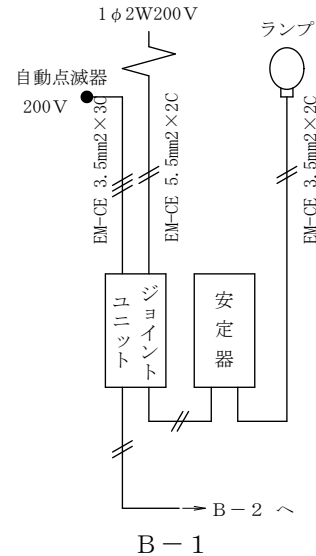 1φ2W200V
ランプ
自動点滅器
200V
EM-CE 3.5mm2×3C
EM-CE 5.5mm2×2C
EM-CE 3.5mm2×2C
ジョイント
ユニット
安定器
B-2 へ
B-1